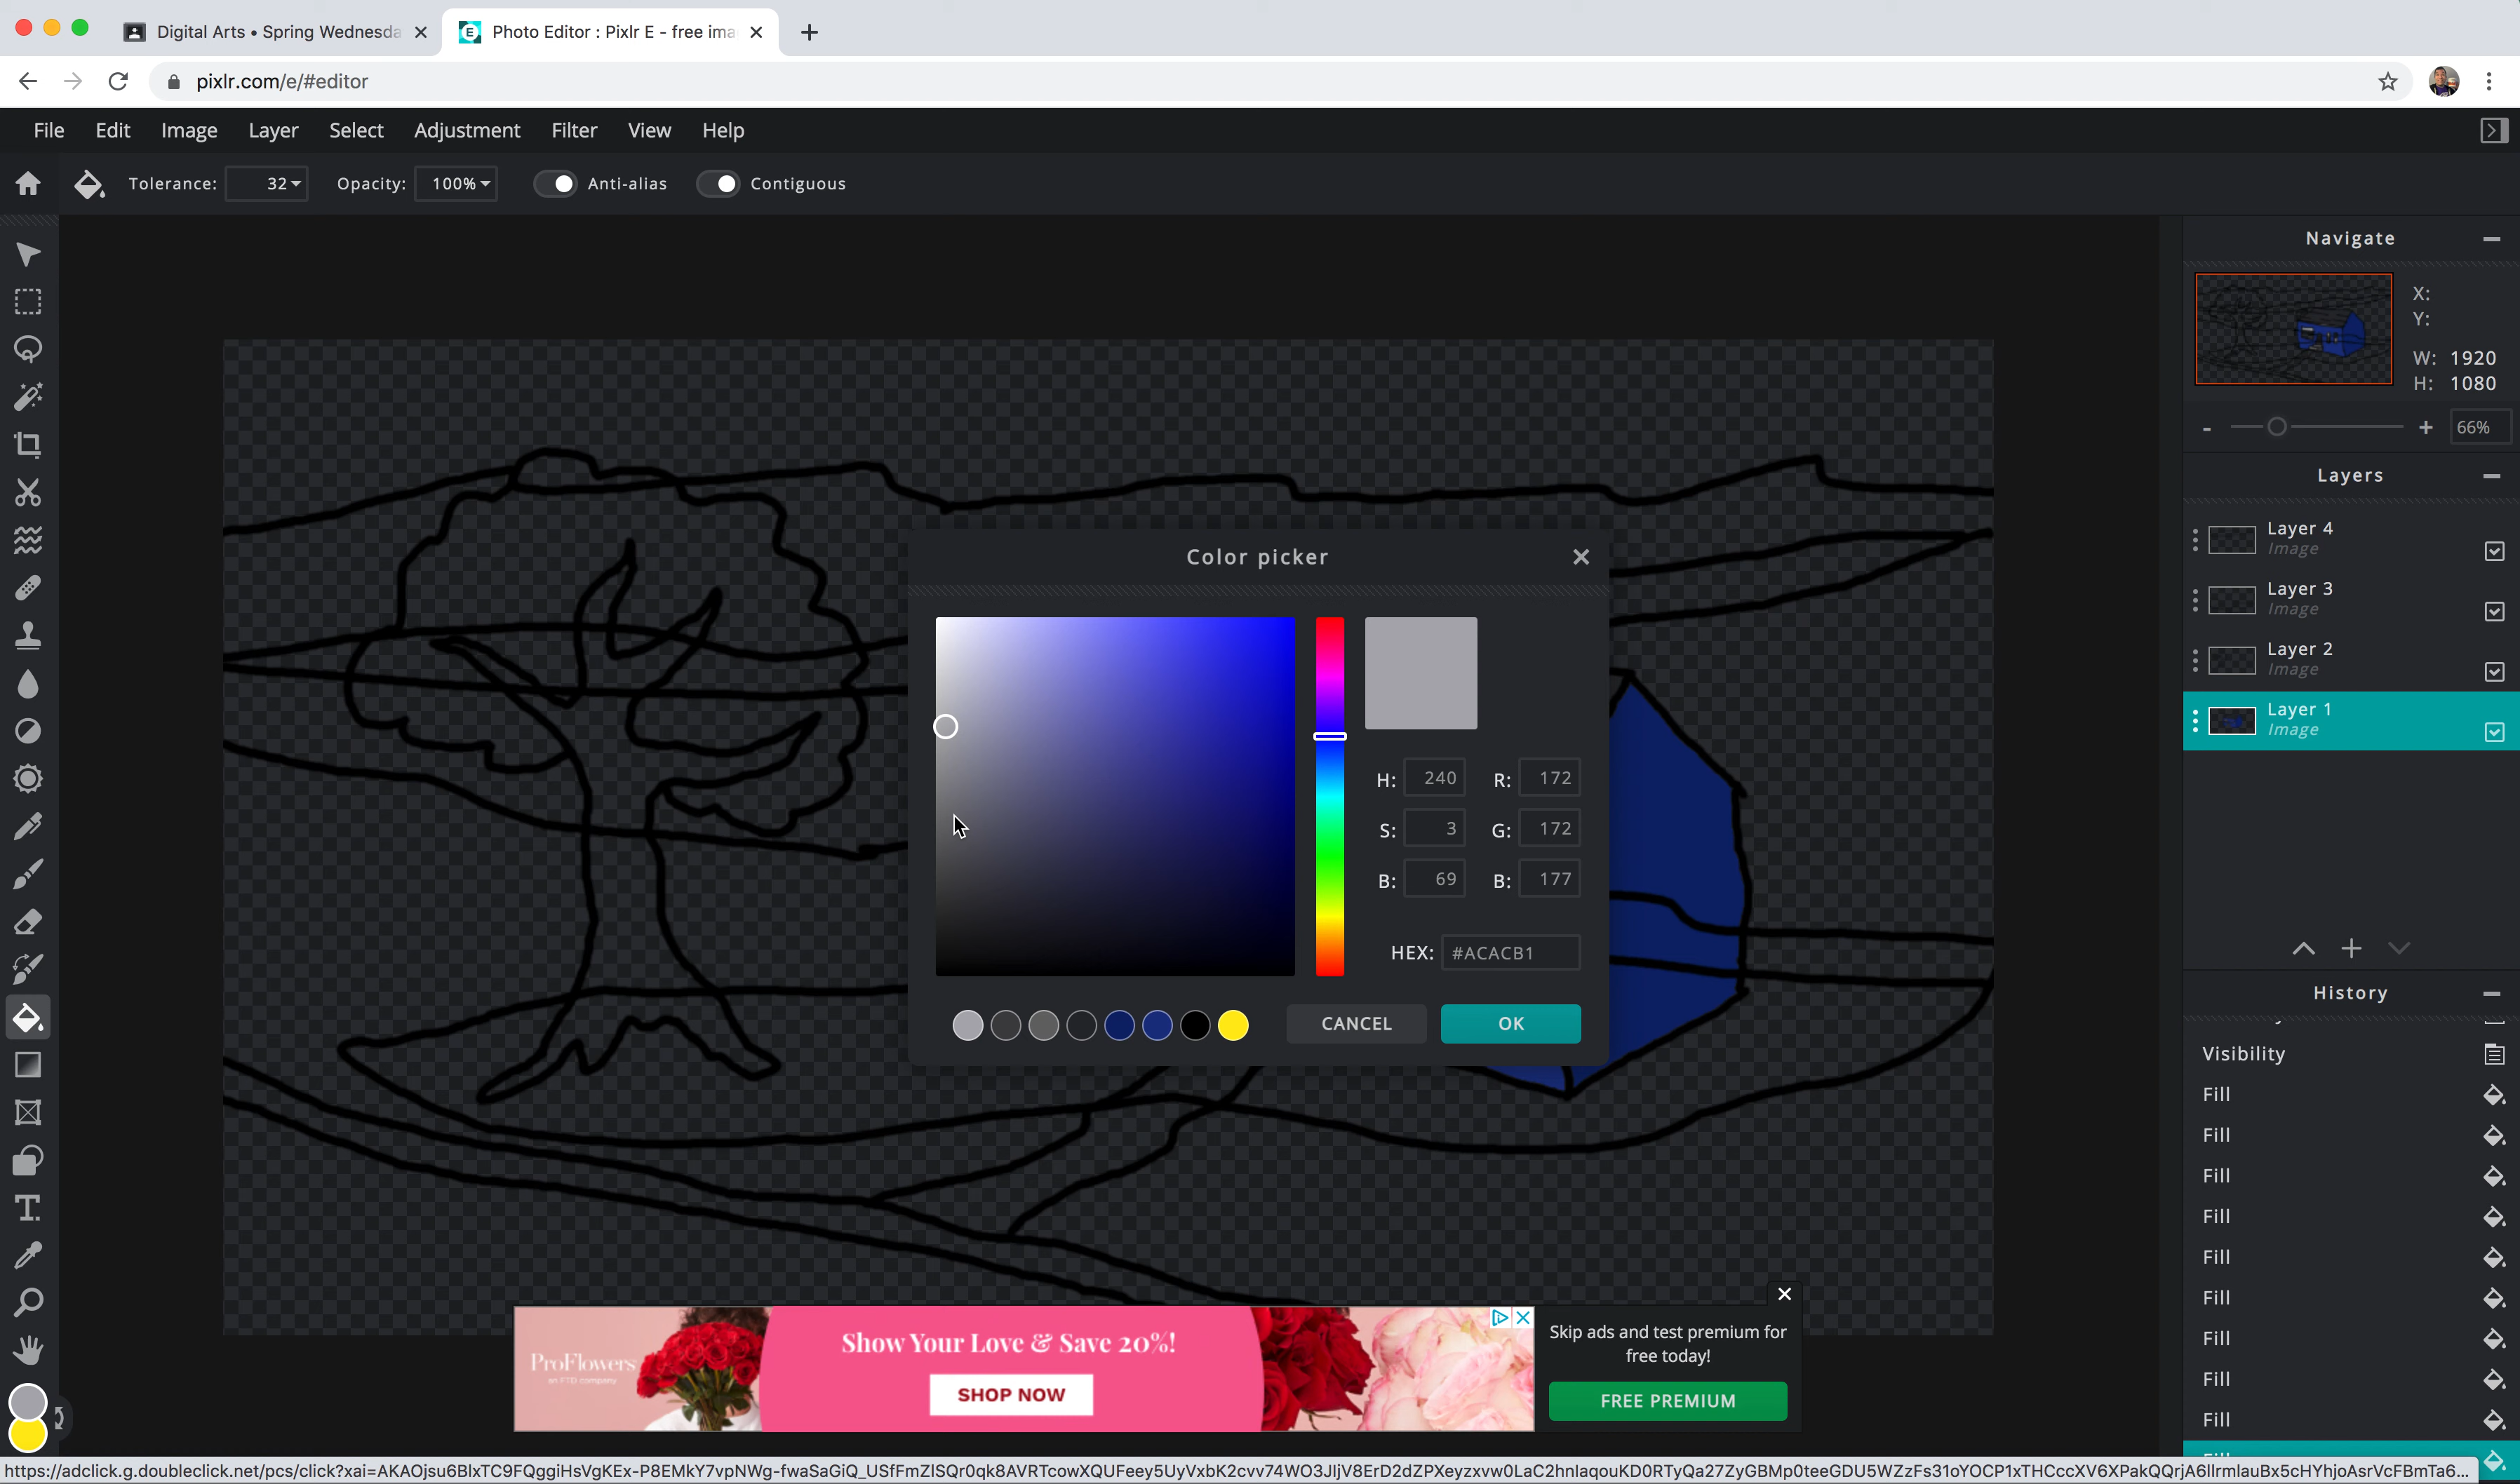 Digital Arts • Spring Wednesda
Photo Editor : Pixlr E - free ima
pixlr.com/e/#editor
File Edit Image Layer Select Adjustment Filter View Help
Tolerance: 32 Opacity: 100% Anti-alias Contiguous
Navigate
X:
Y:
W: 1920
H: 1080
- + 66%
Layers
Layer 4
Image
Layer 3
Image
Layer 2
Image
Layer 1
Image
Color picker
H: 240 R: 172
S: 3 G: 172
B: 69 B: 177
HEX: #ACACB1
CANCEL OK
History
Visibility
Fill
Fill
Fill
Fill
Fill
Fill
Fill
Fill
Fill
ProFlowers
an FTD company
Show Your Love & Save 20%!
SHOP NOW
Skip ads and test premium for
free today!
FREE PREMIUM